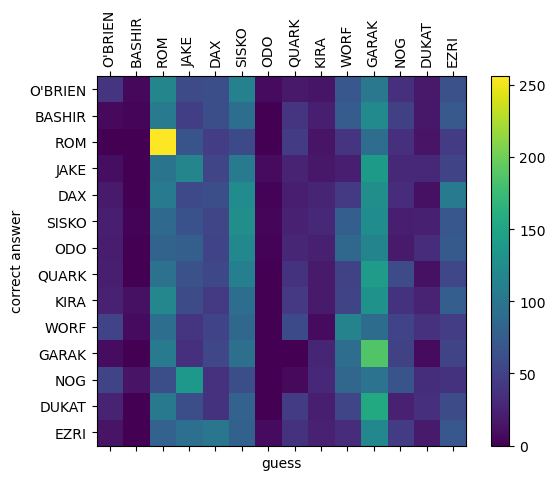 O'BRIEN BASHIR ROM JAKE DAX SISKO ODO QUARK KIRA WORF GARAK NOG DUKAT EZRI
correct answer
O'BRIEN
BASHIR
ROM
JAKE
DAX
SISKO
ODO
QUARK
KIRA
WORF
GARAK
NOG
DUKAT
EZRI
guess
250
200
150
100
50
0